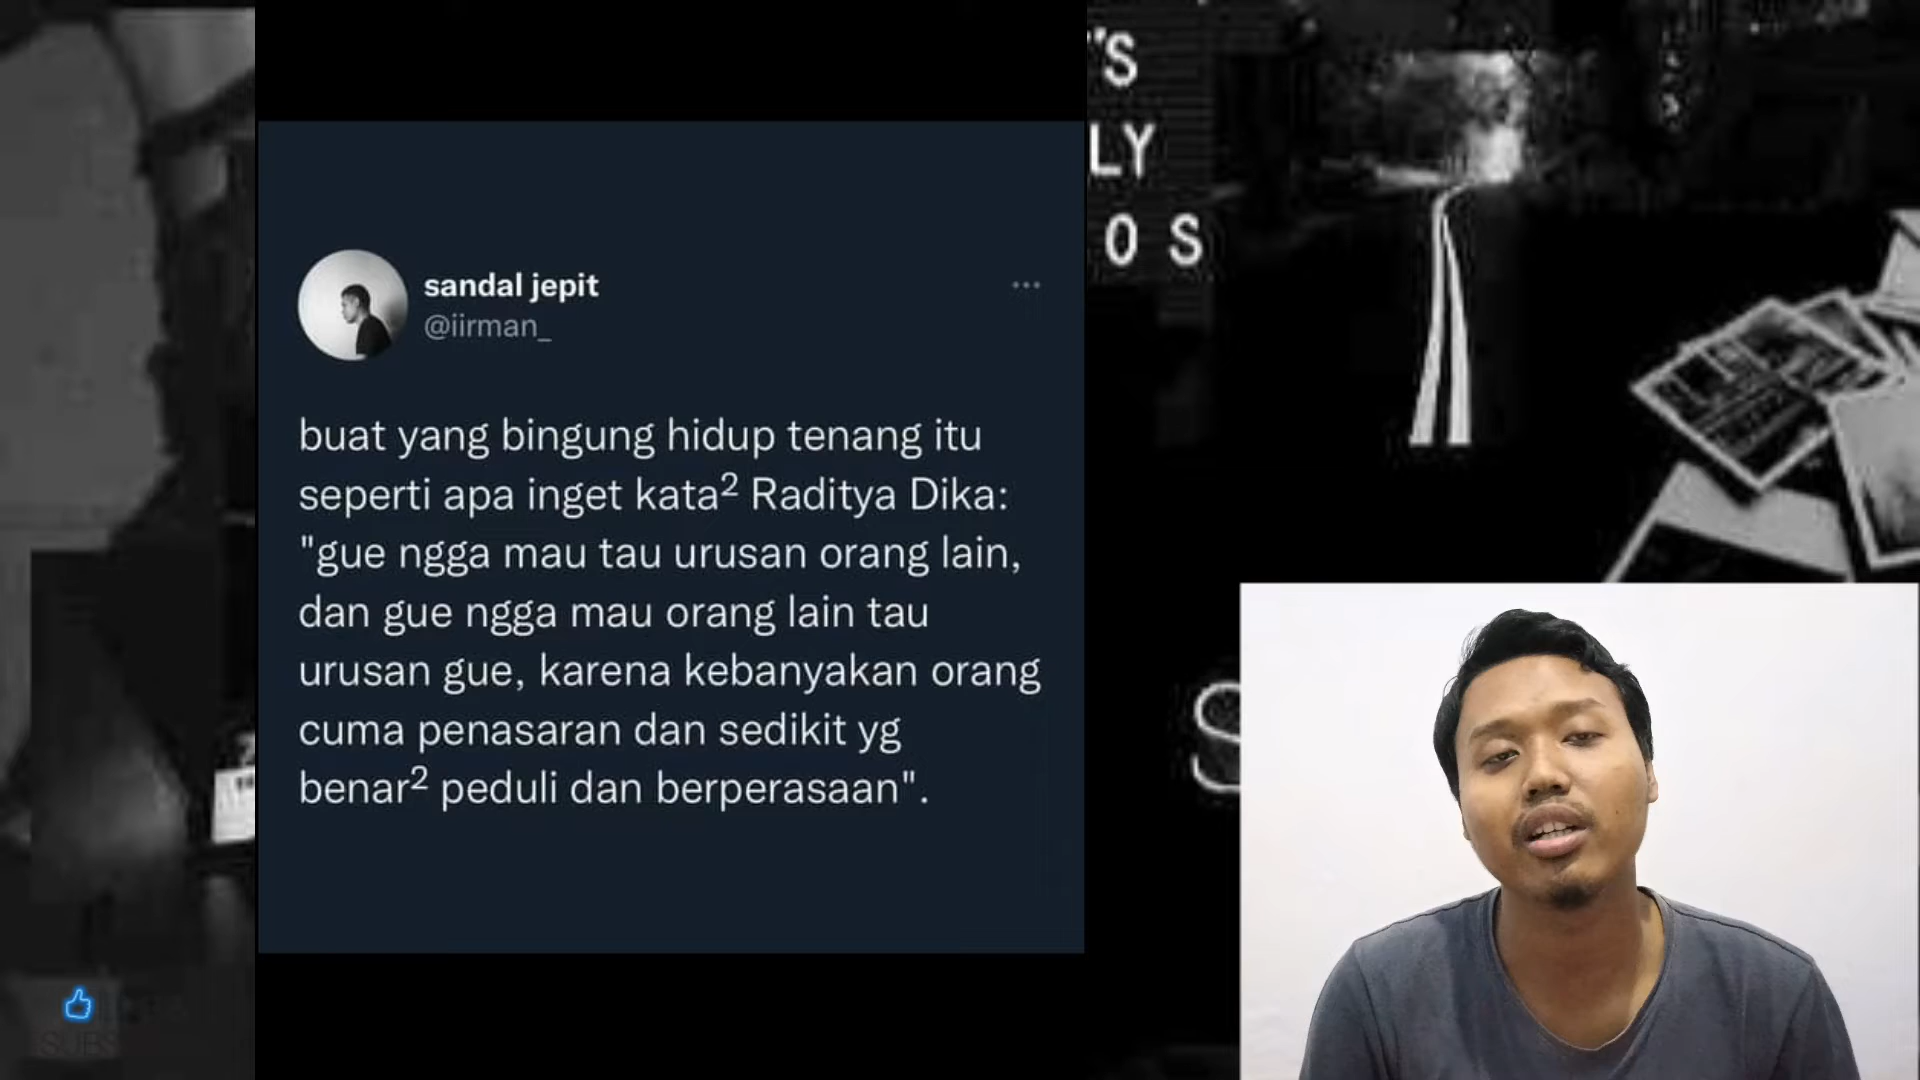 'S
LY
OS
sandal jepit
@iirman_
buat yang bingung hidup tenang itu
seperti apa inget kata² Raditya Dika:
"gue ngga mau tau urusan orang lain,
dan gue ngga mau orang lain tau
urusan gue, karena kebanyakan orang
cuma penasaran dan sedikit yg
benar² peduli dan berperasaan".
S
SUBS